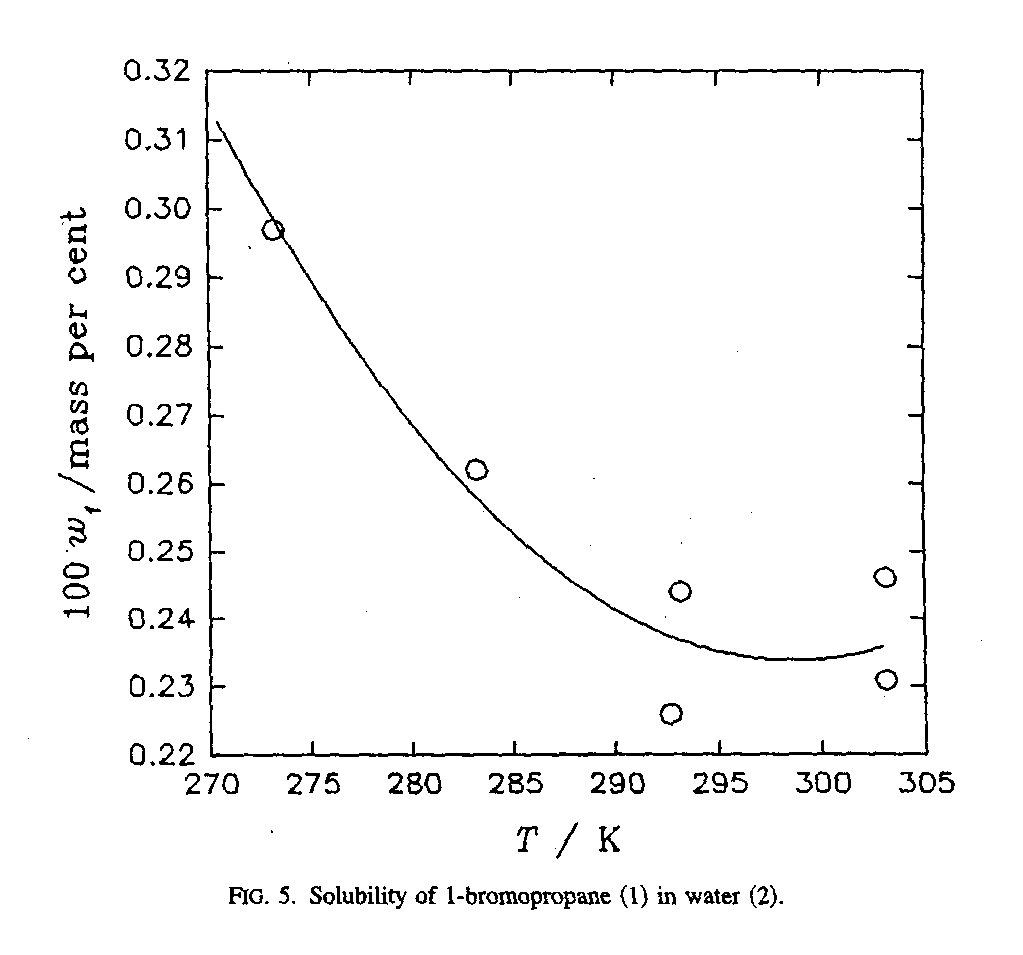 0.32
0.31
0.30
0.29
0.28
0.27
0.26
0.25
0.24
0.23
0.22
100 w₁ /mass per cent
270 275 280 285 290 295 300 305
T / K
FIG. 5. Solubility of 1-bromopropane (1) in water (2).